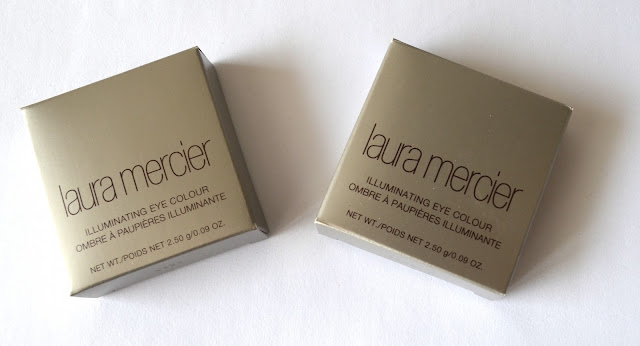 laura mercier
ILLUMINATING EYE COLOUR
OMBRE À PAUPIÈRES ILLUMINANTE
NET WT./POIDS NET 2.50 g/0.09 OZ.
laura mercier
ILLUMINATING EYE COLOUR
OMBRE À PAUPIÈRES ILLUMINANTE
NET WT./POIDS NET 2.50 g/0.09 OZ.